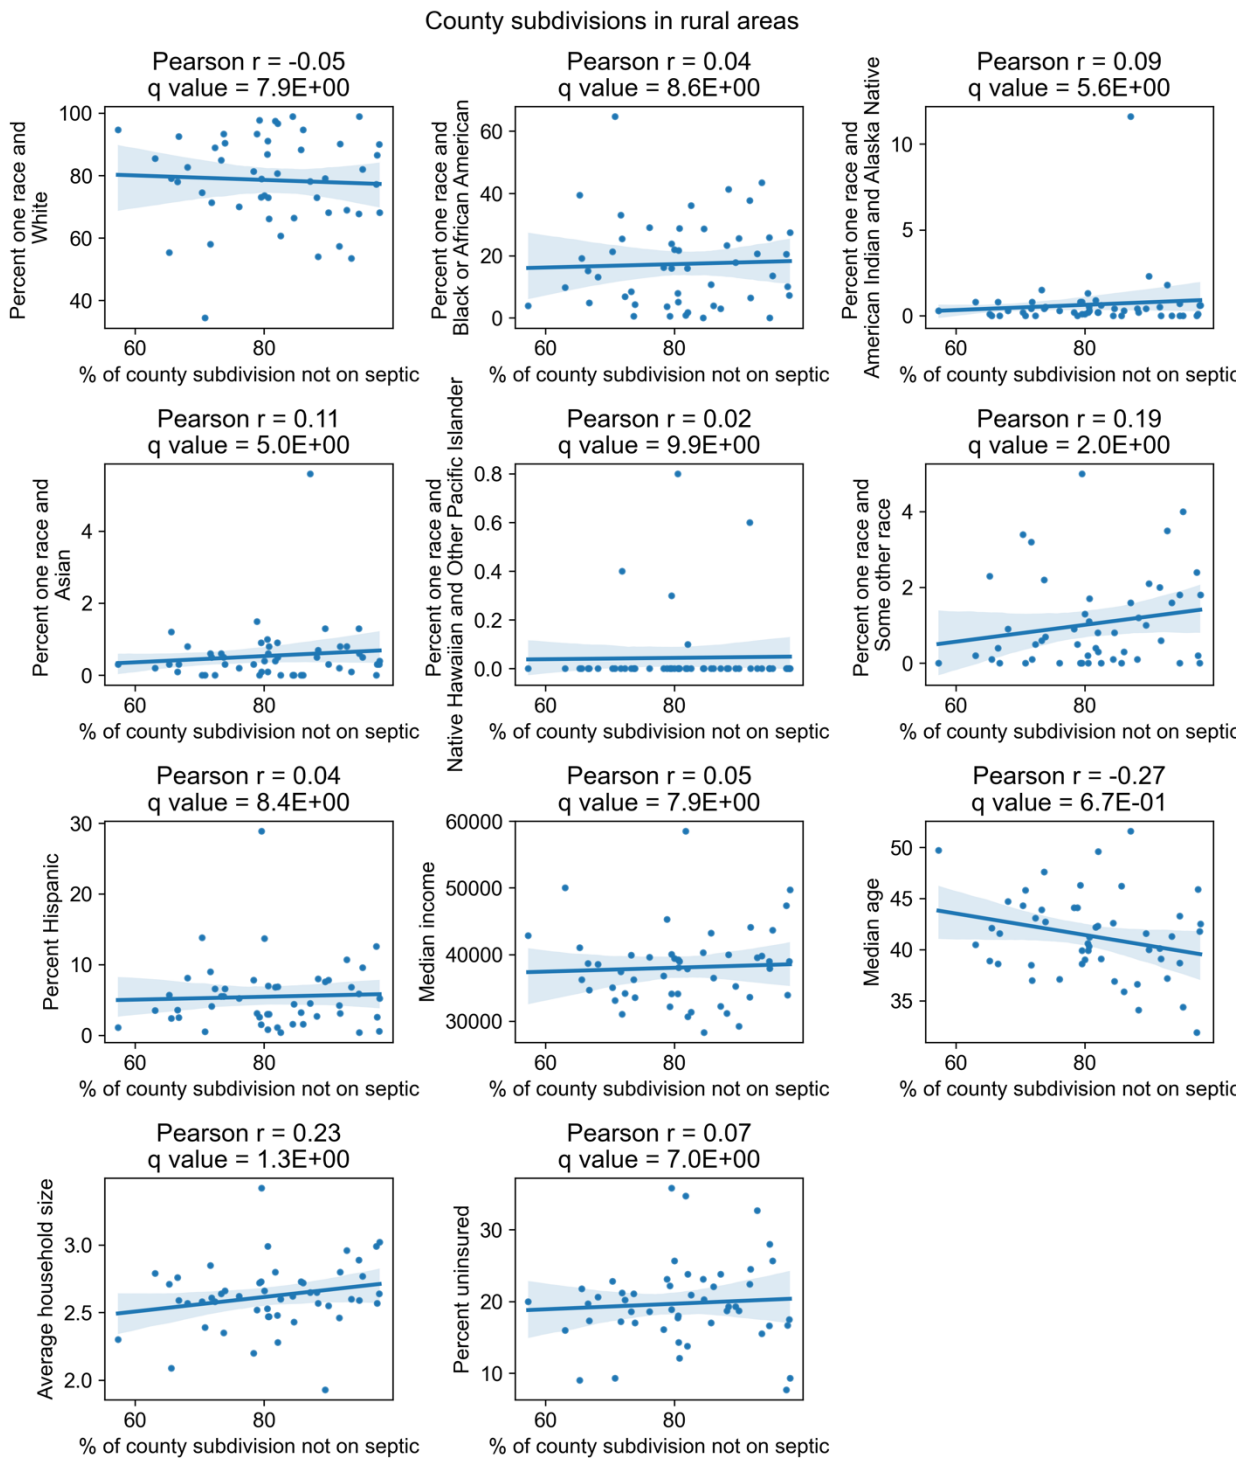 County subdivisions in rural areas
Pearson r = -0.05
q value = 7.9E+00
Percent one race and
White
100
80
60
40
60
80
% of county subdivision not on septic
Pearson r = 0.04
q value = 8.6E+00
Percent one race and
Black or African American
60
40
20
0
60
80
% of county subdivision not on septic
Pearson r = 0.09
q value = 5.6E+00
Percent one race and
American Indian and Alaska Native
10
5
0
60
80
% of county subdivision not on septic
Pearson r = 0.11
q value = 5.0E+00
Percent one race and
Asian
4
2
0
60
80
% of county subdivision not on septic
Pearson r = 0.02
q value = 9.9E+00
Percent one race and
Native Hawaiian and Other Pacific Islander
0.8
0.6
0.4
0.2
0.0
60
80
% of county subdivision not on septic
Pearson r = 0.19
q value = 2.0E+00
Percent one race and
Some other race
4
2
0
60
80
% of county subdivision not on septic
Pearson r = 0.04
q value = 8.4E+00
Percent Hispanic
30
20
10
0
60
80
% of county subdivision not on septic
Pearson r = 0.05
q value = 7.9E+00
Median income
60000
50000
40000
30000
60
80
% of county subdivision not on septic
Pearson r = -0.27
q value = 6.7E-01
Median age
50
45
40
35
60
80
% of county subdivision not on septic
Pearson r = 0.23
q value = 1.3E+00
Average household size
3.0
2.5
2.0
60
80
% of county subdivision not on septic
Pearson r = 0.07
q value = 7.0E+00
Percent uninsured
30
20
10
60
80
% of county subdivision not on septic